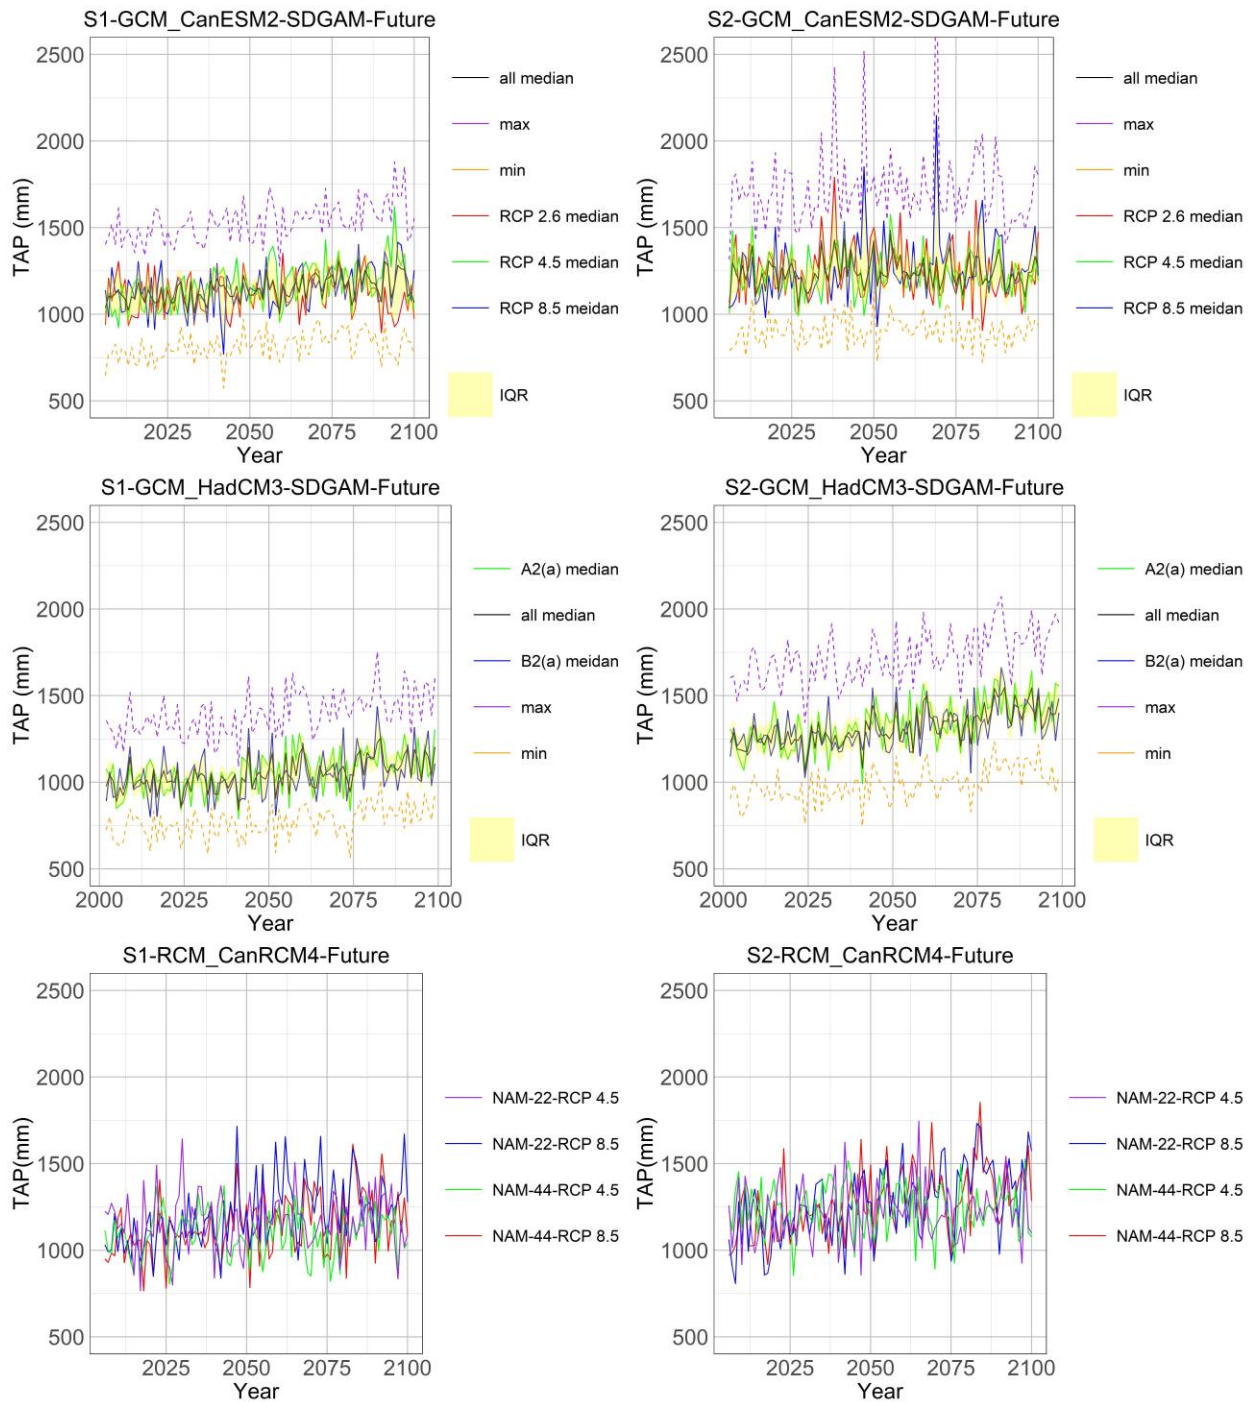 S1-GCM_CanESM2-SDGAM-Future
TAP (mm)
2500
2000
1500
1000
500
2025 2050 2075 2100
Year
all median
max
min
RCP 2.6 median
RCP 4.5 median
RCP 8.5 meidan
IQR
S2-GCM_CanESM2-SDGAM-Future
TAP (mm)
2500
2000
1500
1000
500
2025 2050 2075 2100
Year
all median
max
min
RCP 2.6 median
RCP 4.5 median
RCP 8.5 meidan
IQR
S1-GCM_HadCM3-SDGAM-Future
TAP (mm)
2500
2000
1500
1000
500
2000 2025 2050 2075 2100
Year
A2(a) median
all median
B2(a) meidan
max
min
IQR
S2-GCM_HadCM3-SDGAM-Future
TAP (mm)
2500
2000
1500
1000
500
2000 2025 2050 2075 2100
Year
A2(a) median
all median
B2(a) meidan
max
min
IQR
S1-RCM_CanRCM4-Future
TAP(mm)
2500
2000
1500
1000
500
2025 2050 2075 2100
Year
NAM-22-RCP 4.5
NAM-22-RCP 8.5
NAM-44-RCP 4.5
NAM-44-RCP 8.5
S2-RCM_CanRCM4-Future
TAP(mm)
2500
2000
1500
1000
500
2025 2050 2075 2100
Year
NAM-22-RCP 4.5
NAM-22-RCP 8.5
NAM-44-RCP 4.5
NAM-44-RCP 8.5